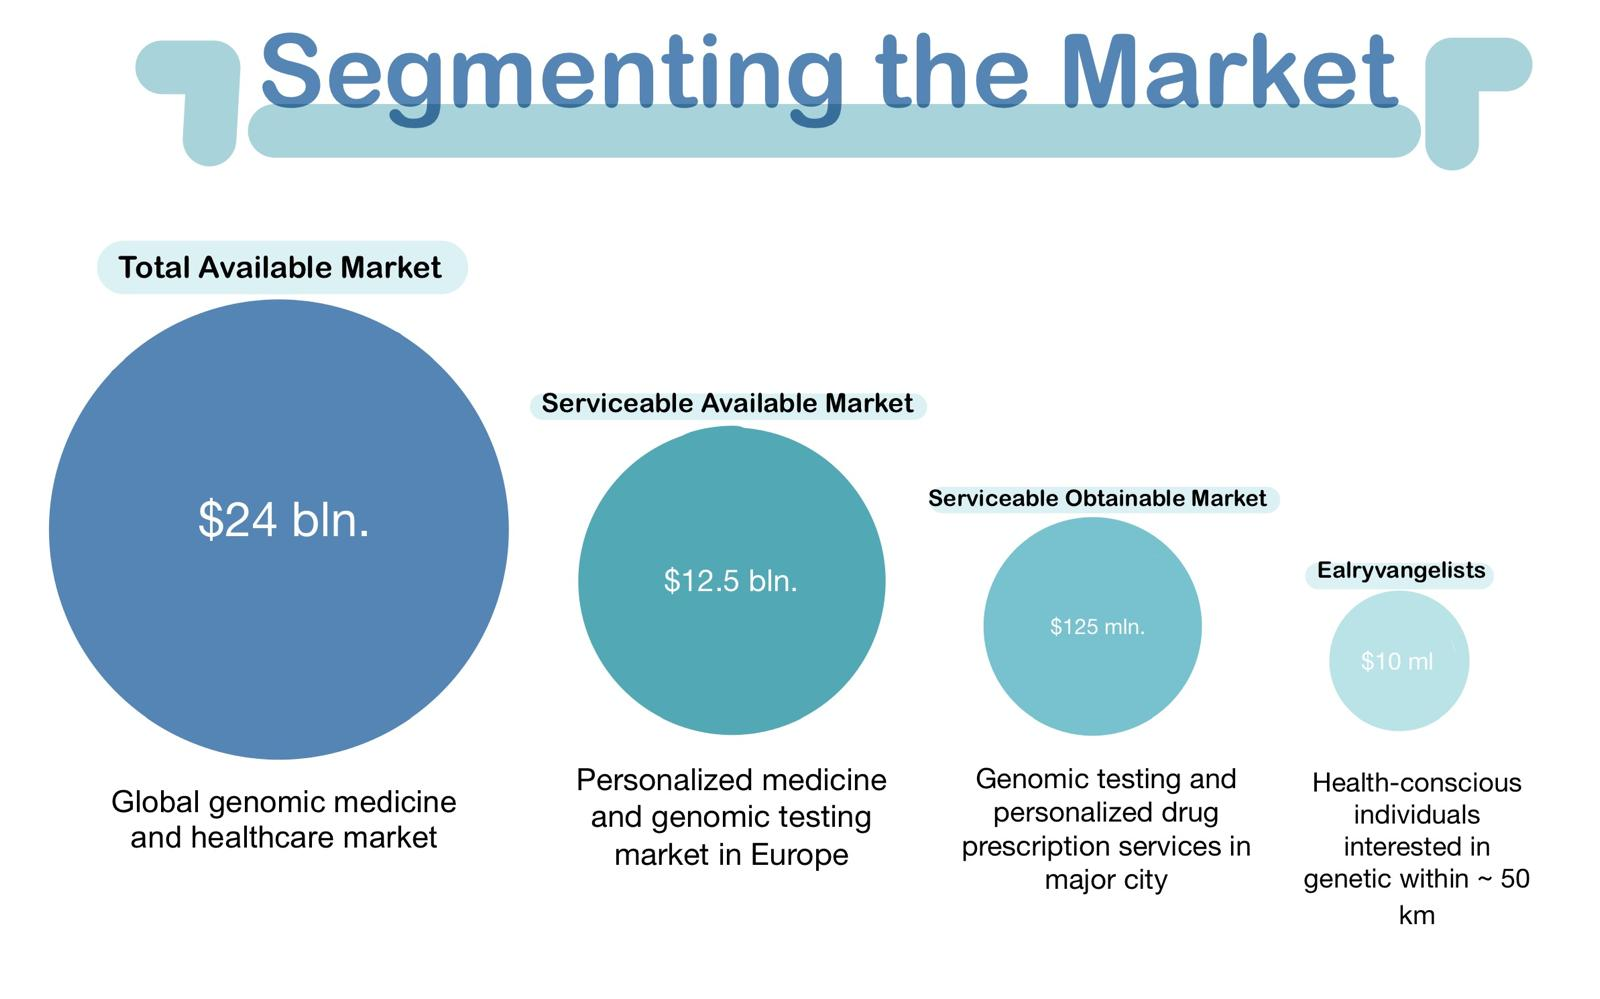 Segmenting the Market
Total Available Market
$24 bln.
Global genomic medicine
and healthcare market
Serviceable Available Market
$12.5 bln.
Personalized medicine
and genomic testing
market in Europe
Serviceable Obtainable Market
$125 mln.
Genomic testing and
personalized drug
prescription services in
major city
Ealryvangelists
$10 ml
Health-conscious
individuals
interested in
genetic within ~ 50
km